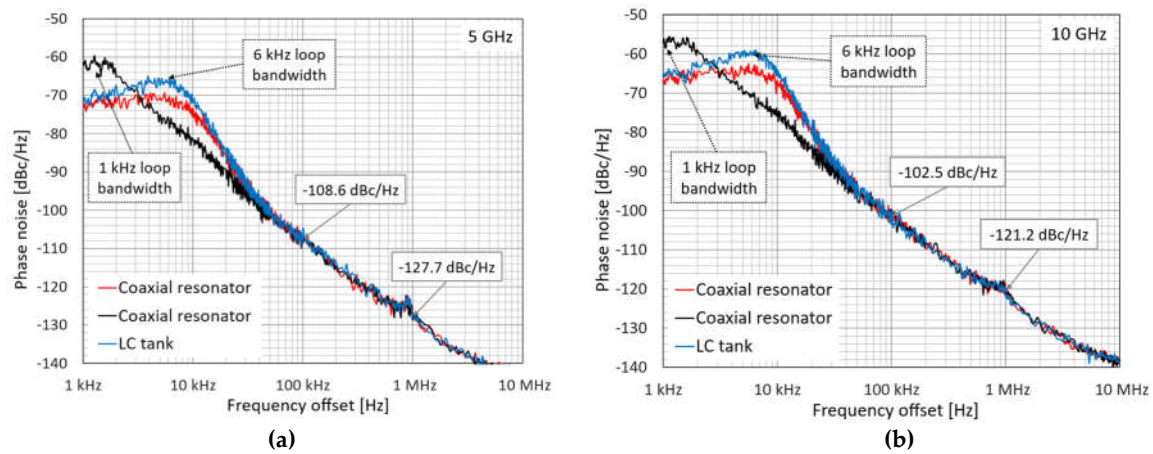 -50
-60
-70
-80
-90
-100
-110
-120
-130
-140
Phase noise [dBc/Hz]
5 GHz
6 kHz loop
bandwidth
1 kHz loop
bandwidth
-108.6 dBc/Hz
-127.7 dBc/Hz
Coaxial resonator
Coaxial resonator
LC tank
1 kHz
10 kHz
100 kHz
1 MHz
10 MHz
Frequency offset [Hz]
(a)
-50
-60
-70
-80
-90
-100
-110
-120
-130
-140
Phase noise [dBc/Hz]
10 GHz
6 kHz loop
bandwidth
1 kHz loop
bandwidth
-102.5 dBc/Hz
-121.2 dBc/Hz
Coaxial resonator
Coaxial resonator
LC tank
1 kHz
10 kHz
100 kHz
1 MHz
10 MHz
Frequency offset [Hz]
(b)